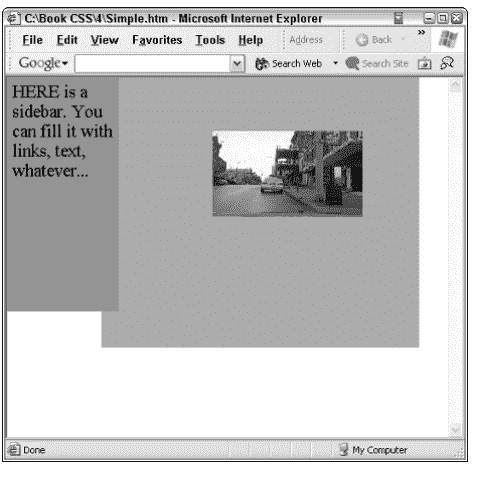 C:\Book CSS\4\Simple.htm - Microsoft Internet Explorer
File Edit View Favorites Tools Help Address Back »
Google Search Web Search Site
HERE is a
sidebar. You
can fill it with
links, text,
whatever...
Done My Computer